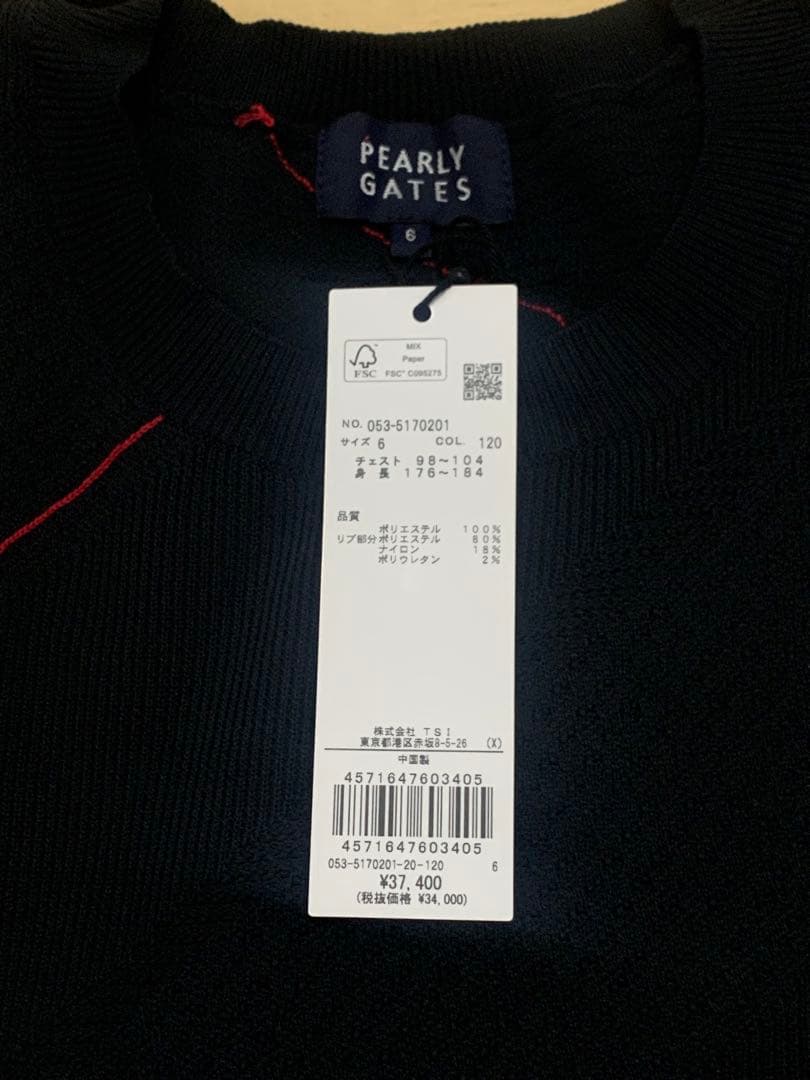 PEARLY
GATES
6
FSC
MIX
Paper
FSC® C095275
NO. 053-5170201
サイズ 6 COL. 120
チェスト 98～104
身長 176～184
品質
ポリエステル 100%
リブ部分ポリエステル 80%
ナイロン 18%
ポリウレタン 2%
株式会社 TSI
東京都港区赤坂8-5-26 (X)
中国製
4571647603405
4571647603405
053-5170201-20-120 6
¥37,400
(税抜価格 ¥34,000)